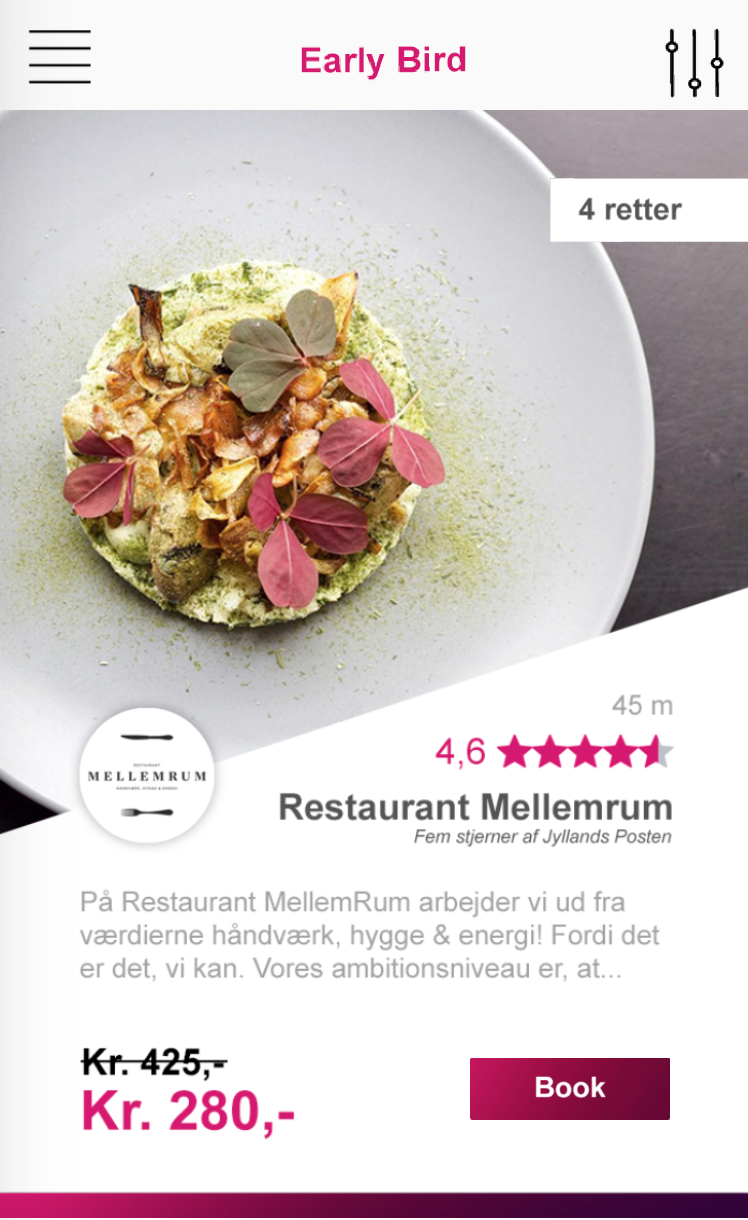 Early Bird
4 retter
45 m
4,6
RESTAURANT
MELLEMRUM
HÅNDVÆRK, HYGGE & ENERGI
Restaurant Mellemrum
Fem stjerner af Jyllands Posten
På Restaurant MellemRum arbejder vi ud fra
værdierne håndværk, hygge & energi! Fordi det
er det, vi kan. Vores ambitionsniveau er, at...
Kr. 425,-
Kr. 280,-
Book